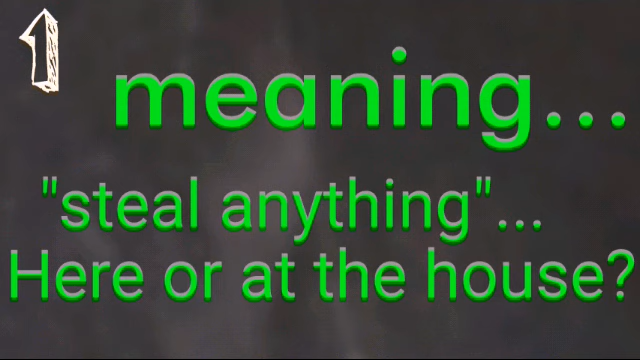 1
meaning...
"steal anything"...
Here or at the house?